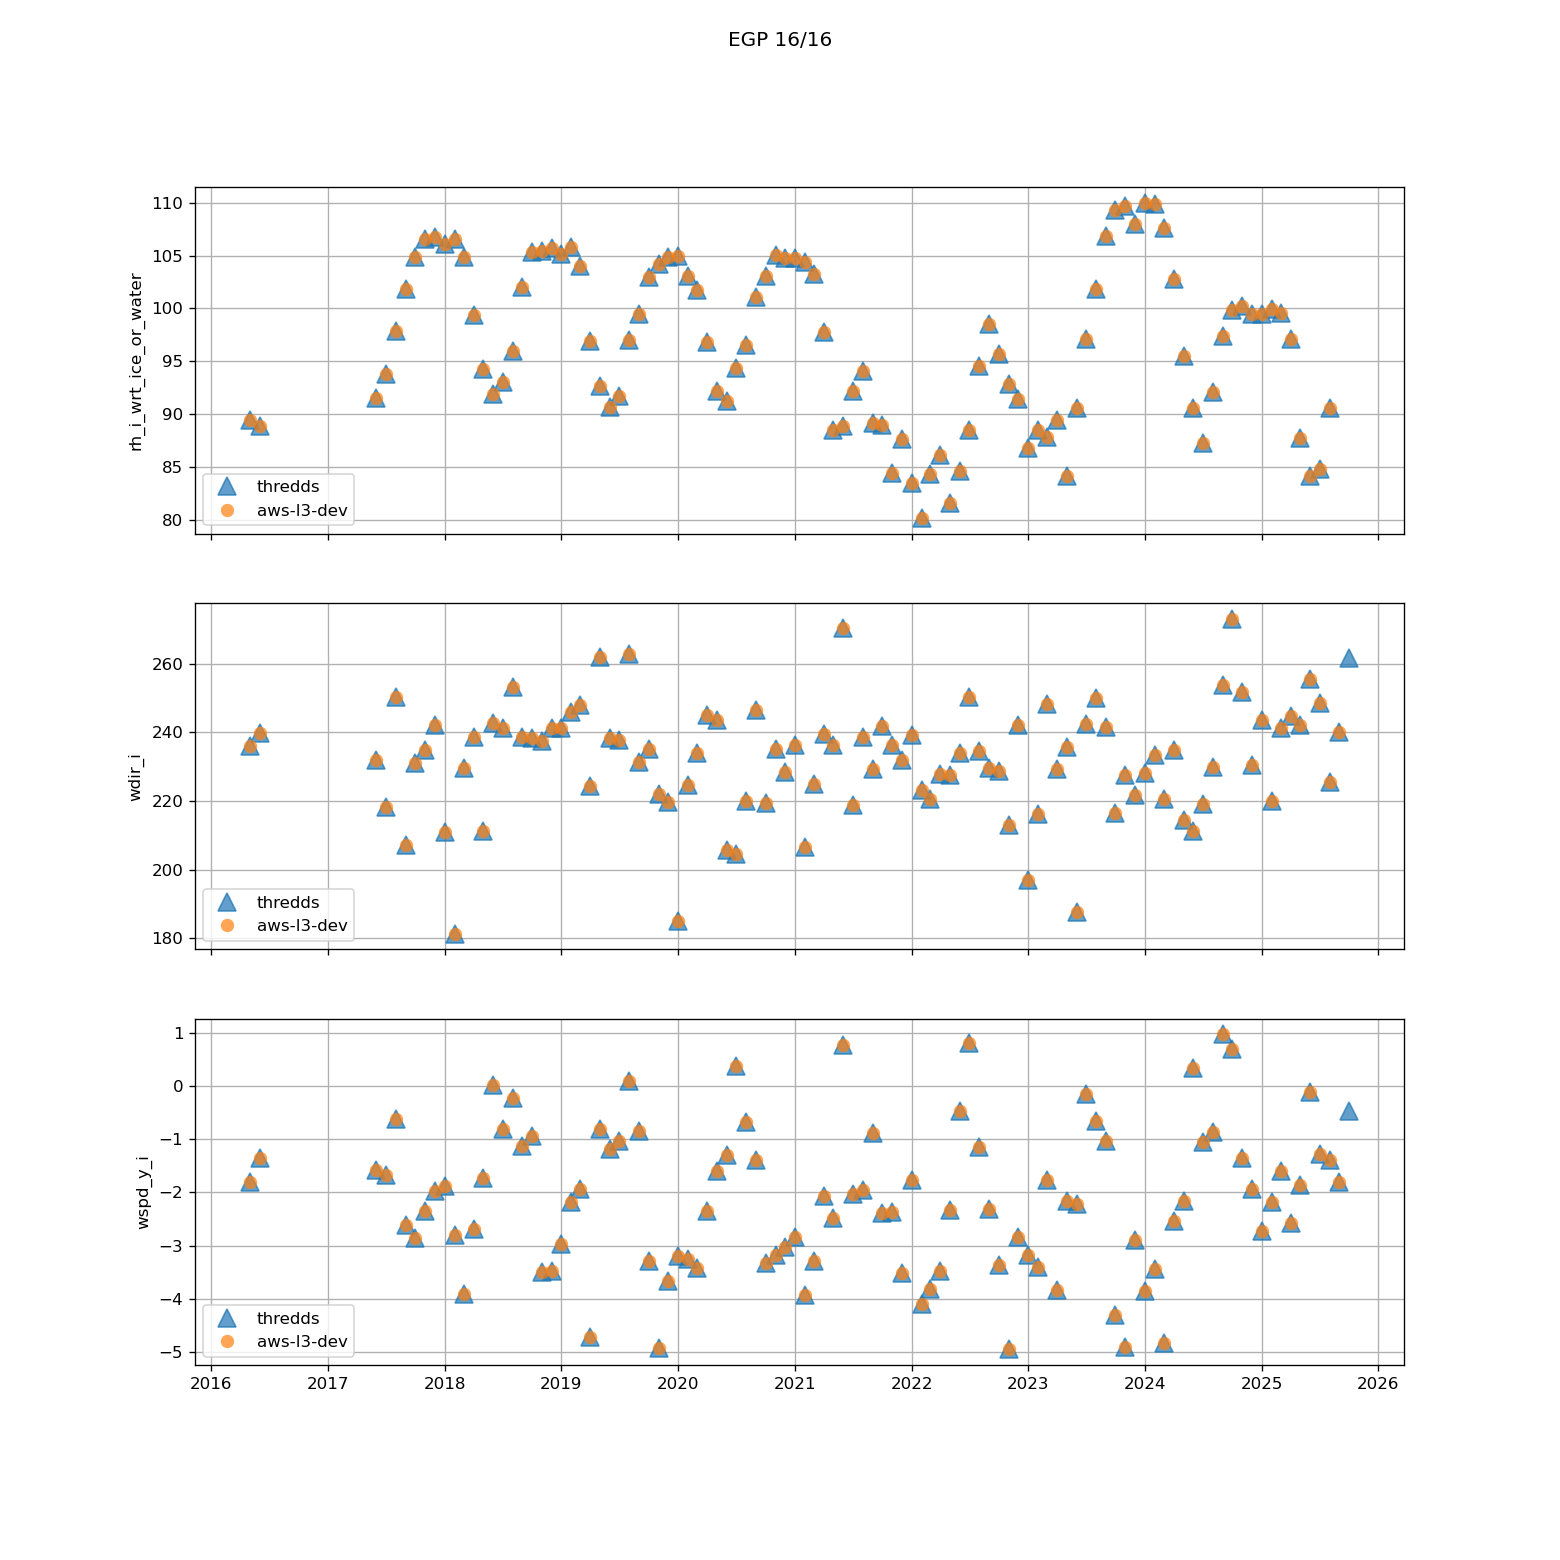 EGP 16/16
110
105
100
95
90
85
80
rh_i_wrt_ice_or_water
thredds
aws-l3-dev
260
240
220
200
180
wdir_i
thredds
aws-l3-dev
1
0
−1
−2
−3
−4
−5
wspd_y_i
thredds
aws-l3-dev
2016 2017 2018 2019 2020 2021 2022 2023 2024 2025 2026